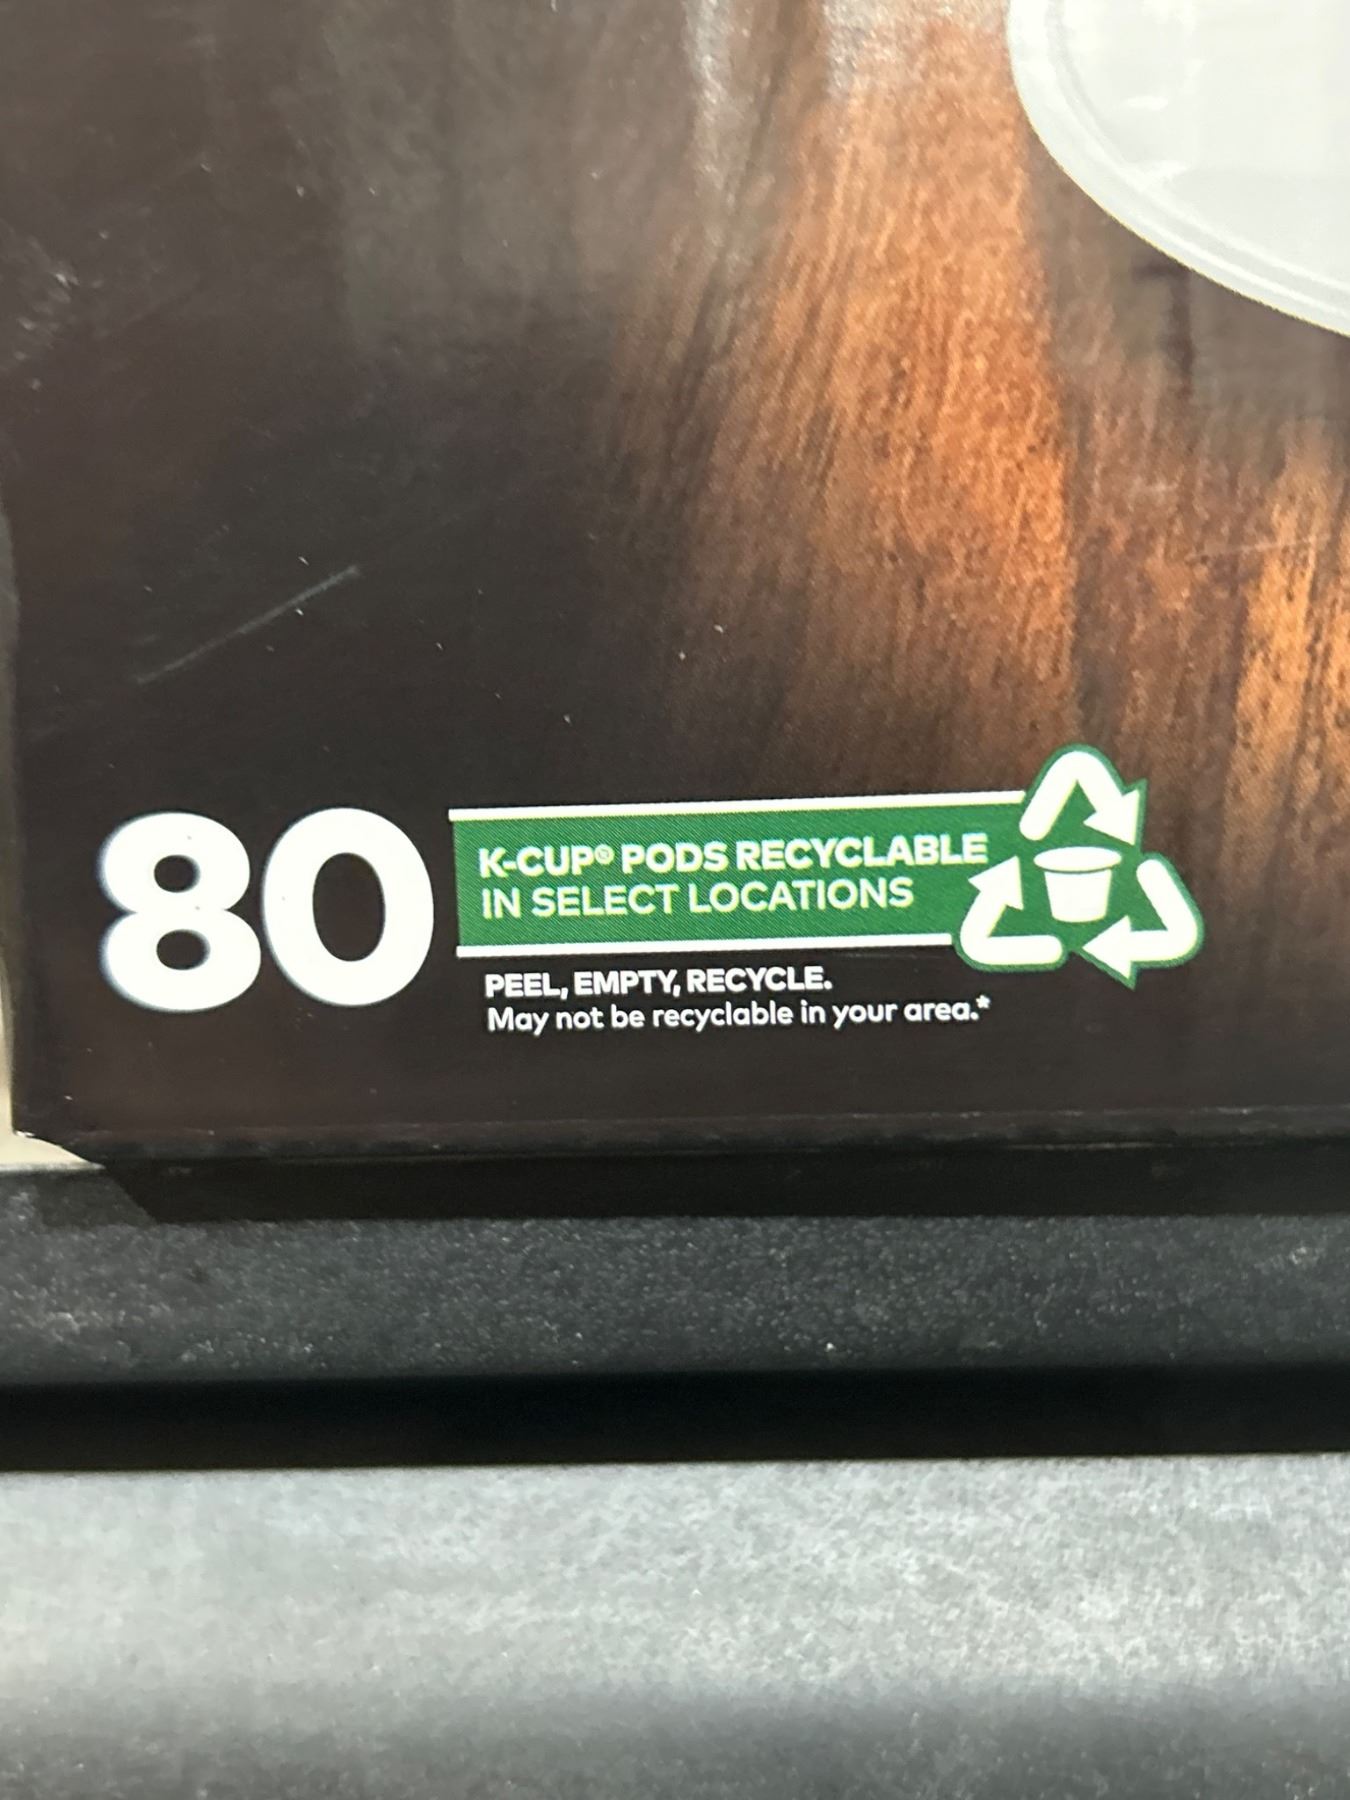 80
K-CUP® PODS RECYCLABLE
IN SELECT LOCATIONS
PEEL, EMPTY, RECYCLE.
May not be recyclable in your area.*